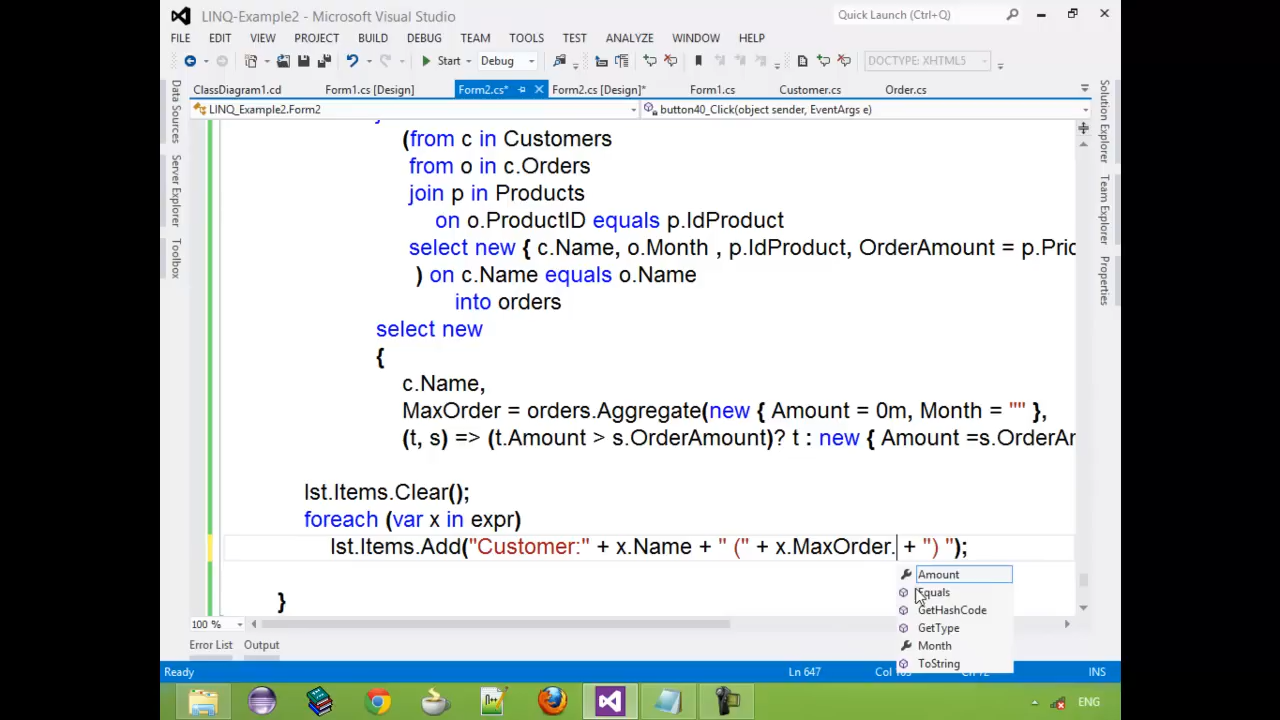 LINQ-Example2 - Microsoft Visual Studio
Quick Launch (Ctrl+Q)
FILE EDIT VIEW PROJECT BUILD DEBUG TEAM TOOLS TEST ANALYZE WINDOW HELP
Start Debug DOCTYPE: XHTML5
ClassDiagram1.cd Form1.cs [Design] Form2.cs* Form2.cs [Design]* Form1.cs Customer.cs Order.cs
LINQ_Example2.Form2 button40_Click(object sender, EventArgs e)
Data Sources
Server Explorer
Toolbox
Solution Explorer
Team Explorer
Properties
(from c in Customers
from o in c.Orders
join p in Products
on o.ProductID equals p.IdProduct
select new { c.Name, o.Month , p.IdProduct, OrderAmount = p.Pric
) on c.Name equals o.Name
into orders
select new
{
c.Name,
MaxOrder = orders.Aggregate(new { Amount = 0m, Month = "" },
(t, s) => (t.Amount > s.OrderAmount)? t : new { Amount =s.OrderAm
lst.Items.Clear();
foreach (var x in expr)
lst.Items.Add("Customer:" + x.Name + " (" + x.MaxOrder. + ") ");
Amount
Equals
GetHashCode
GetType
Month
ToString
}
100 %
Error List Output
Ready Ln 647 INS
ENG